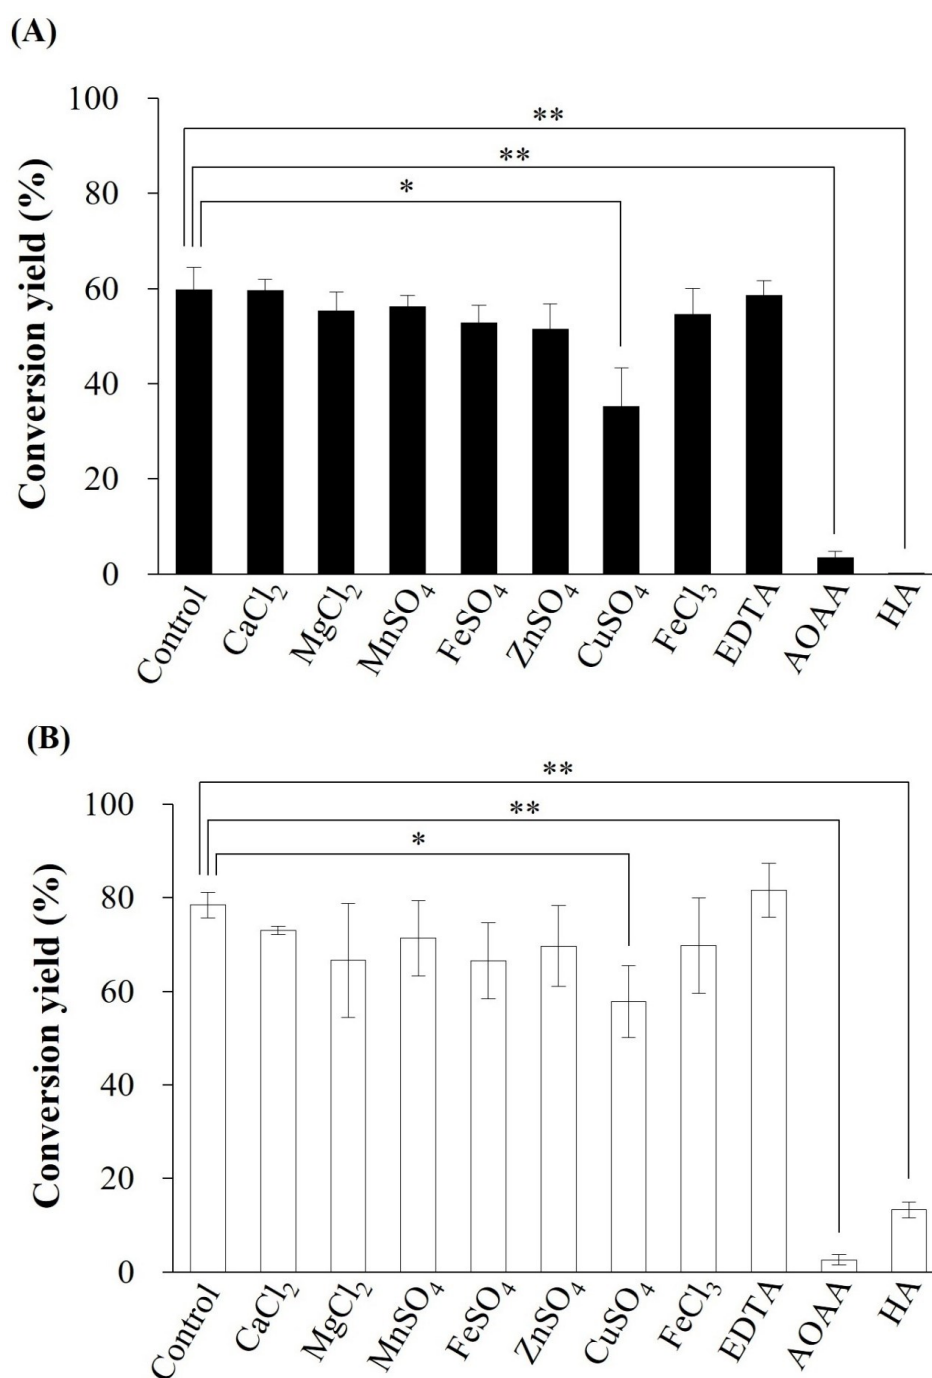 (A)
Conversion yield (%)
100
80
60
40
20
0
**
**
*
Control
CaCl₂
MgCl₂
MnSO₄
FeSO₄
ZnSO₄
CuSO₄
FeCl₃
EDTA
AOAA
HA
(B)
Conversion yield (%)
100
80
60
40
20
0
**
**
*
Control
CaCl₂
MgCl₂
MnSO₄
FeSO₄
ZnSO₄
CuSO₄
FeCl₃
EDTA
AOAA
HA